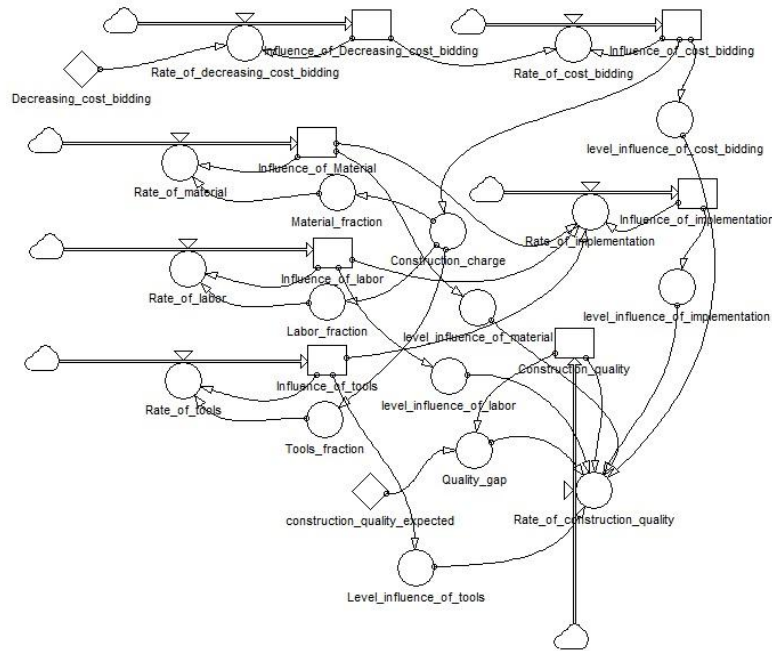 Influence_of_Decreasing_cost_bidding
Influence_of_cost_bidding
Rate_of_decreasing_cost_bidding
Rate_of_cost_bidding
Decreasing_cost_bidding
level_influence_of_cost_bidding
Influence_of_Material
Rate_of_material
Material_fraction
Influence_of_implementation
Rate_of_implementation
Construction_charge
Influence_of_labor
Rate_of_labor
Labor_fraction
level_influence_of_implementation
level_influence_of_material
Construction_quality
Influence_of_tools
Rate_of_tools
level_influence_of_labor
Tools_fraction
Quality_gap
construction_quality_expected
Rate_of_construction_quality
Level_influence_of_tools